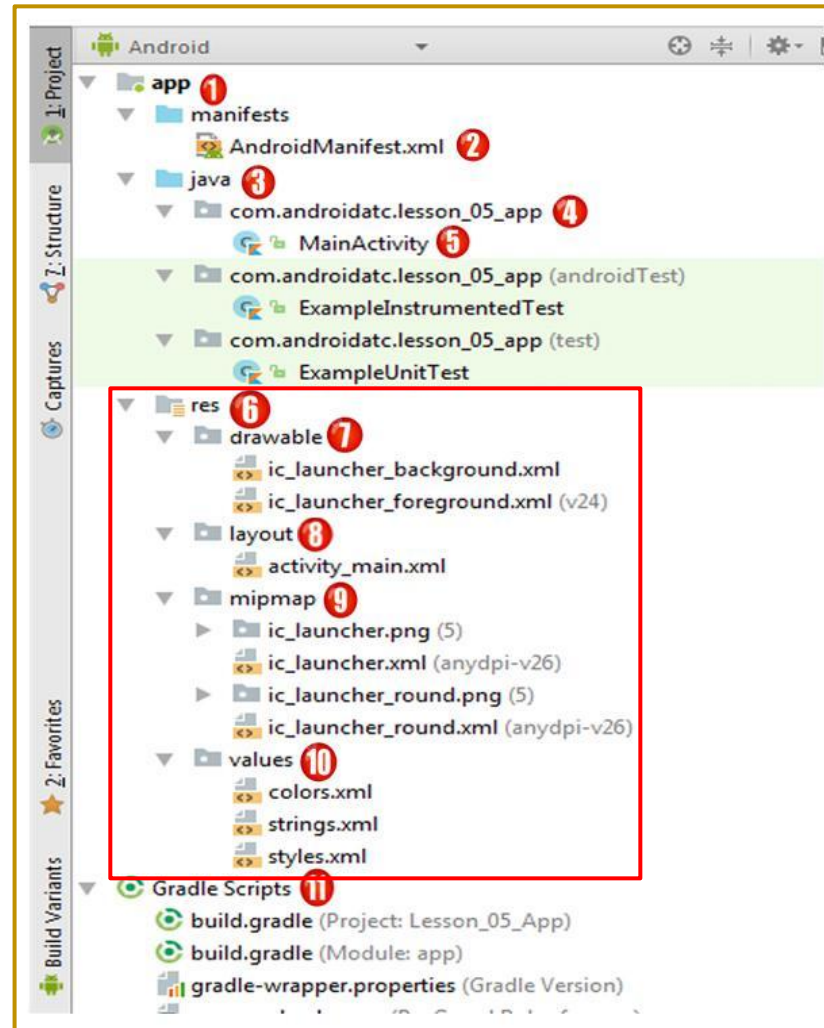 Android
app 1
manifests
AndroidManifest.xml 2
java 3
com.androidatc.lesson_05_app 4
MainActivity 5
com.androidatc.lesson_05_app (androidTest)
ExampleInstrumentedTest
com.androidatc.lesson_05_app (test)
ExampleUnitTest
res 6
drawable 7
ic_launcher_background.xml
ic_launcher_foreground.xml (v24)
layout 8
activity_main.xml
mipmap 9
ic_launcher.png (5)
ic_launcher.xml (anydpi-v26)
ic_launcher_round.png (5)
ic_launcher_round.xml (anydpi-v26)
values 10
colors.xml
strings.xml
styles.xml
Gradle Scripts 11
build.gradle (Project: Lesson_05_App)
build.gradle (Module: app)
gradle-wrapper.properties (Gradle Version)
1: Project
7: Structure
Captures
2: Favorites
Build Variants